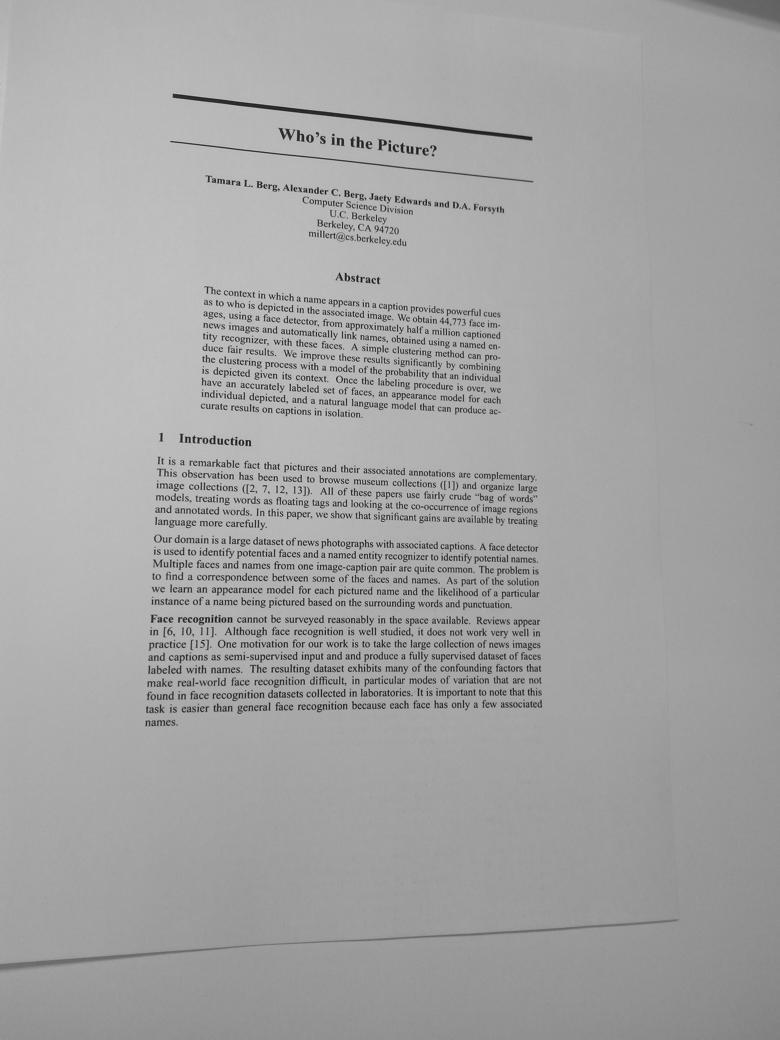 Who's in the Picture?
Tamara L. Berg, Alexander C. Berg, Jaety Edwards and D.A. Forsyth
Computer Science Division
U.C. Berkeley
Berkeley, CA 94720
millert@cs.berkeley.edu
Abstract
The context in which a name appears in a caption provides powerful cues
as to who is depicted in the associated image. We obtain 44,773 face im-
ages, using a face detector, from approximately half a million captioned
news images and automatically link names, obtained using a named en-
tity recognizer, with these faces. A simple clustering method can pro-
duce fair results. We improve these results significantly by combining
the clustering process with a model of the probability that an individual
is depicted given its context. Once the labeling procedure is over, we
have an accurately labeled set of faces, an appearance model for each
individual depicted, and a natural language model that can produce ac-
curate results on captions in isolation.
1 Introduction
It is a remarkable fact that pictures and their associated annotations are complementary.
This observation has been used to browse museum collections ([1]) and organize large
image collections ([2, 7, 12, 13]). All of these papers use fairly crude “bag of words”
models, treating words as floating tags and looking at the co-occurrence of image regions
and annotated words. In this paper, we show that significant gains are available by treating
language more carefully.
Our domain is a large dataset of news photographs with associated captions. A face detector
is used to identify potential faces and a named entity recognizer to identify potential names.
Multiple faces and names from one image-caption pair are quite common. The problem is
to find a correspondence between some of the faces and names. As part of the solution
we learn an appearance model for each pictured name and the likelihood of a particular
instance of a name being pictured based on the surrounding words and punctuation.
Face recognition cannot be surveyed reasonably in the space available. Reviews appear
in [6, 10, 11]. Although face recognition is well studied, it does not work very well in
practice [15]. One motivation for our work is to take the large collection of news images
and captions as semi-supervised input and and produce a fully supervised dataset of faces
labeled with names. The resulting dataset exhibits many of the confounding factors that
make real-world face recognition difficult, in particular modes of variation that are not
found in face recognition datasets collected in laboratories. It is important to note that this
task is easier than general face recognition because each face has only a few associated
names.